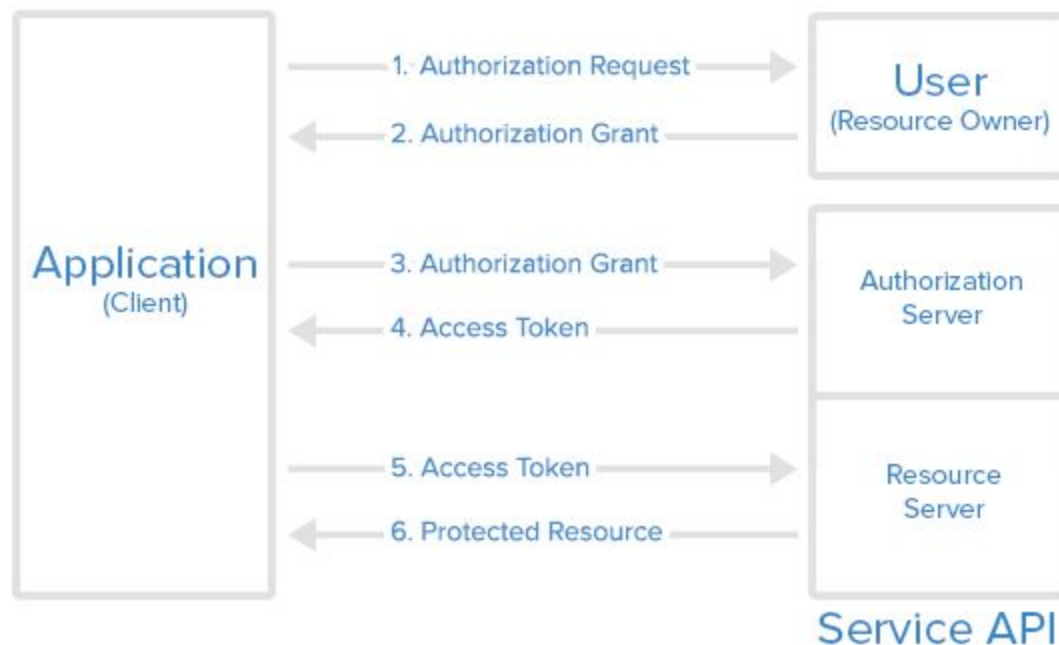 1. Authorization Request
User
(Resource Owner)
2. Authorization Grant
Application
(Client)
3. Authorization Grant
Authorization
Server
4. Access Token
5. Access Token
Resource
Server
6. Protected Resource
Service API